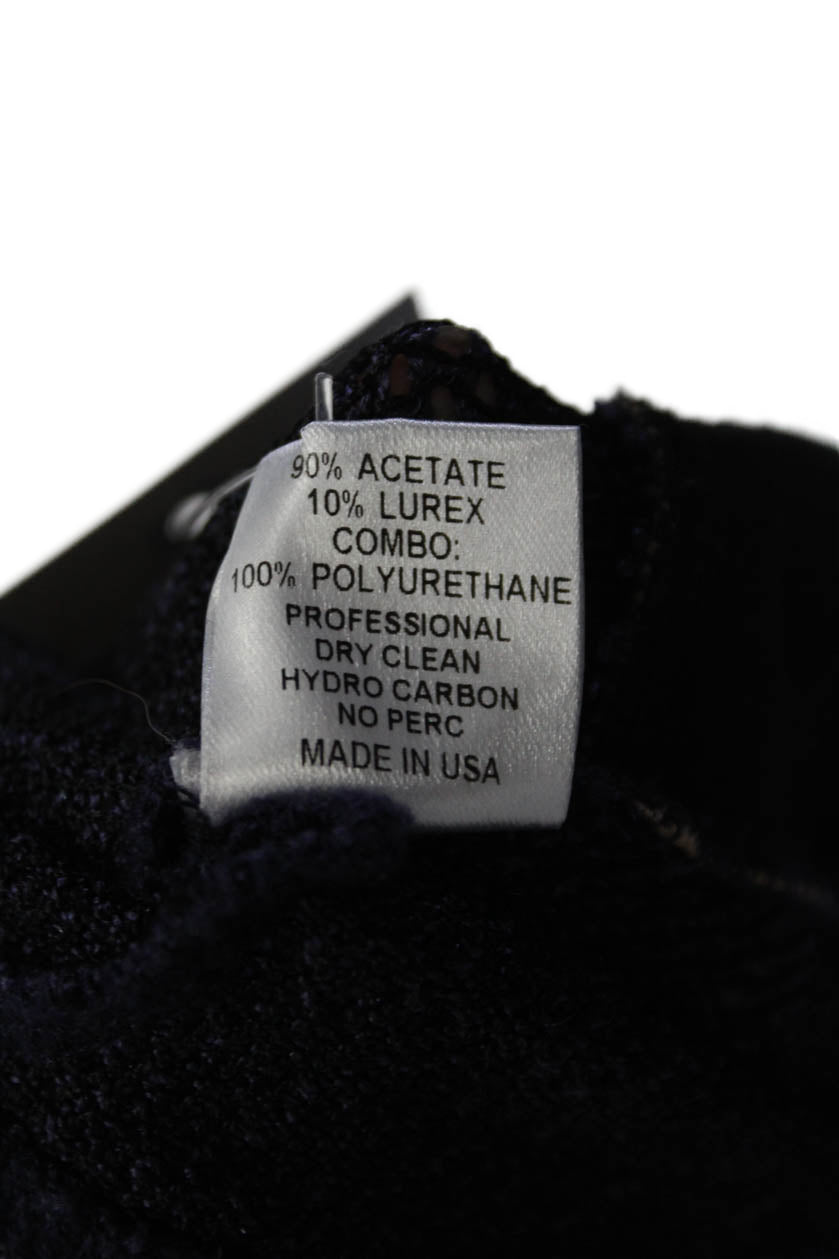 90% ACETATE
10% LUREX
COMBO:
100% POLYURETHANE
PROFESSIONAL
DRY CLEAN
HYDRO CARBON
NO PERC
MADE IN USA